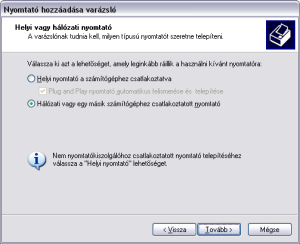 Nyomtató hozzáadása varázsló
Helyi vagy hálózati nyomtató
A varázslónak tudnia kell, milyen típusú nyomtatót szeretne telepíteni.
Válassza ki azt a lehetőséget, amely leginkább ráillik a használni kívánt nyomtatóra:
Helyi nyomtató a számítógéphez csatlakoztatva
Plug and Play nyomtató automatikus felismerése és telepítése
Hálózati vagy egy másik számítógéphez csatlakoztatott nyomtató
Nem nyomtatókiszolgálóhoz csatlakoztatott nyomtató telepítéséhez
válassza a "Helyi nyomtató" lehetőséget.
< Vissza
Tovább >
Mégse